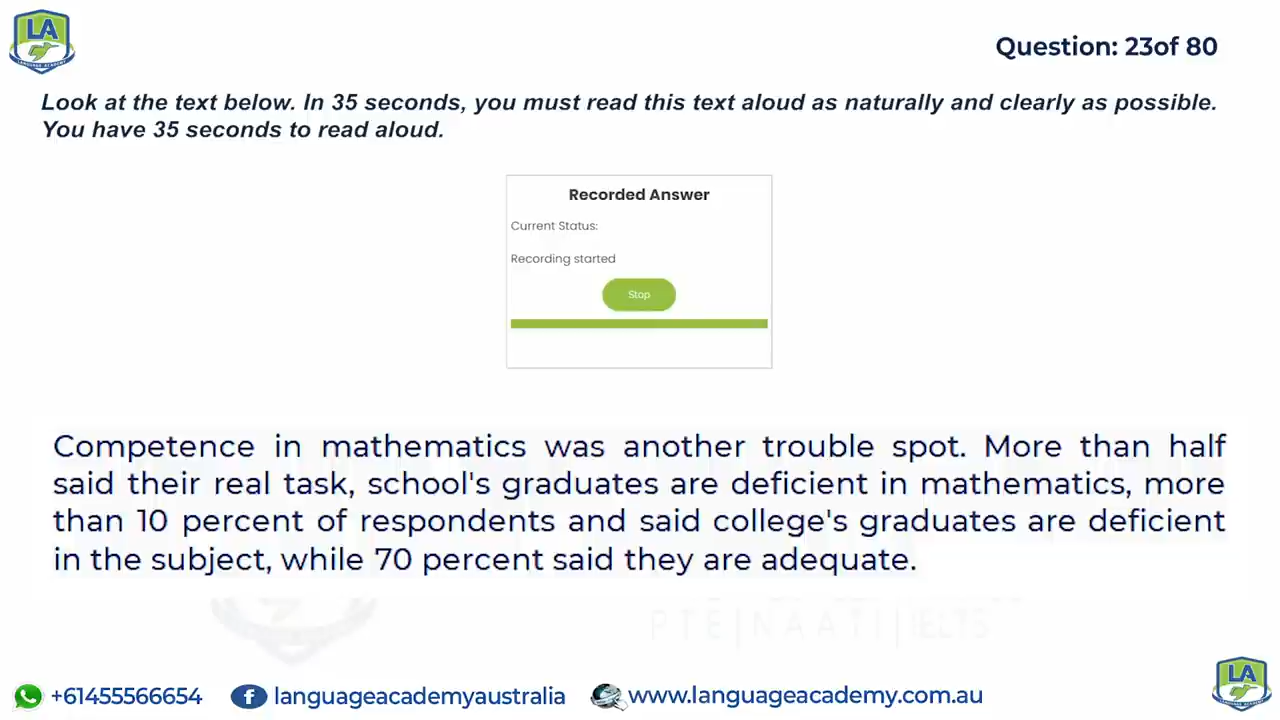 LA
LANGUAGE ACADEMY
Question: 23of 80
Look at the text below. In 35 seconds, you must read this text aloud as naturally and clearly as possible.
You have 35 seconds to read aloud.
Recorded Answer
Current Status:
Recording started
Stop
Competence in mathematics was another trouble spot. More than half
said their real task, school's graduates are deficient in mathematics, more
than 10 percent of respondents and said college's graduates are deficient
in the subject, while 70 percent said they are adequate.
PTE|NAATI|IELTS
+61455566654 languageacademyaustralia www.languageacademy.com.au
LA